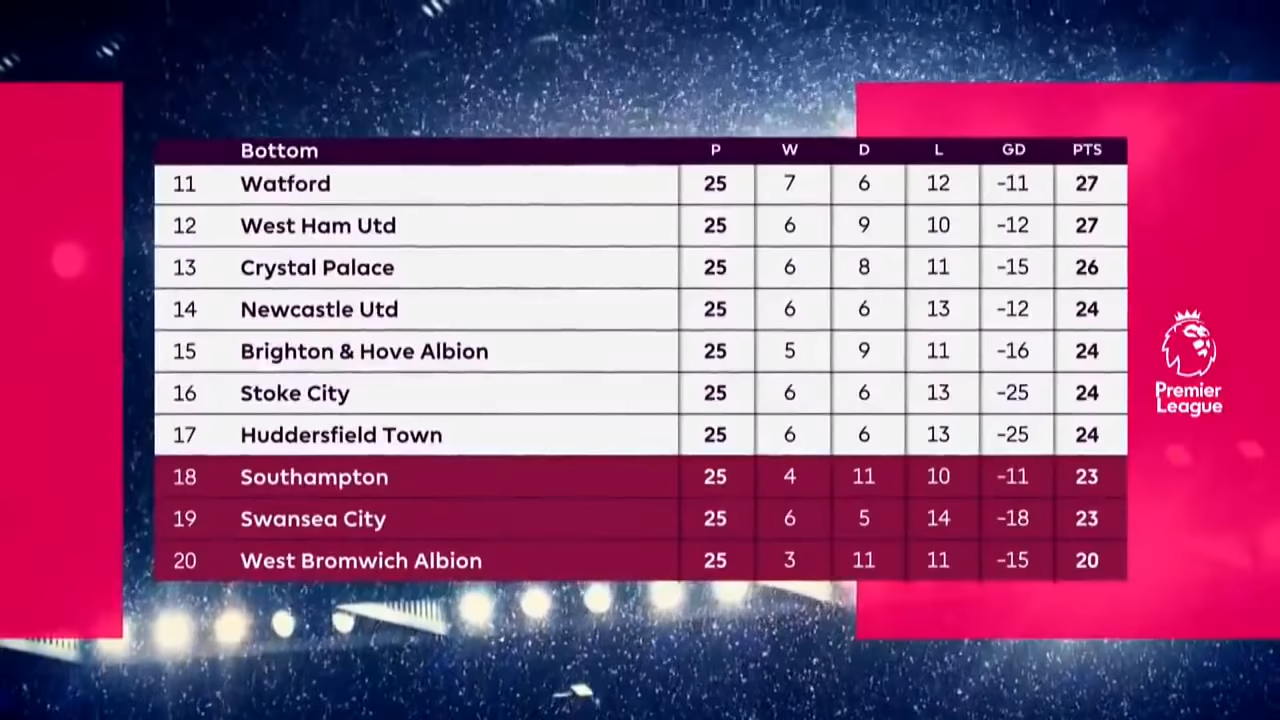 Bottom P W D L GD PTS
11 Watford 25 7 6 12 -11 27
12 West Ham Utd 25 6 9 10 -12 27
13 Crystal Palace 25 6 8 11 -15 26
14 Newcastle Utd 25 6 6 13 -12 24
15 Brighton & Hove Albion 25 5 9 11 -16 24
16 Stoke City 25 6 6 13 -25 24
17 Huddersfield Town 25 6 6 13 -25 24
18 Southampton 25 4 11 10 -11 23
19 Swansea City 25 6 5 14 -18 23
20 West Bromwich Albion 25 3 11 11 -15 20
Premier
League